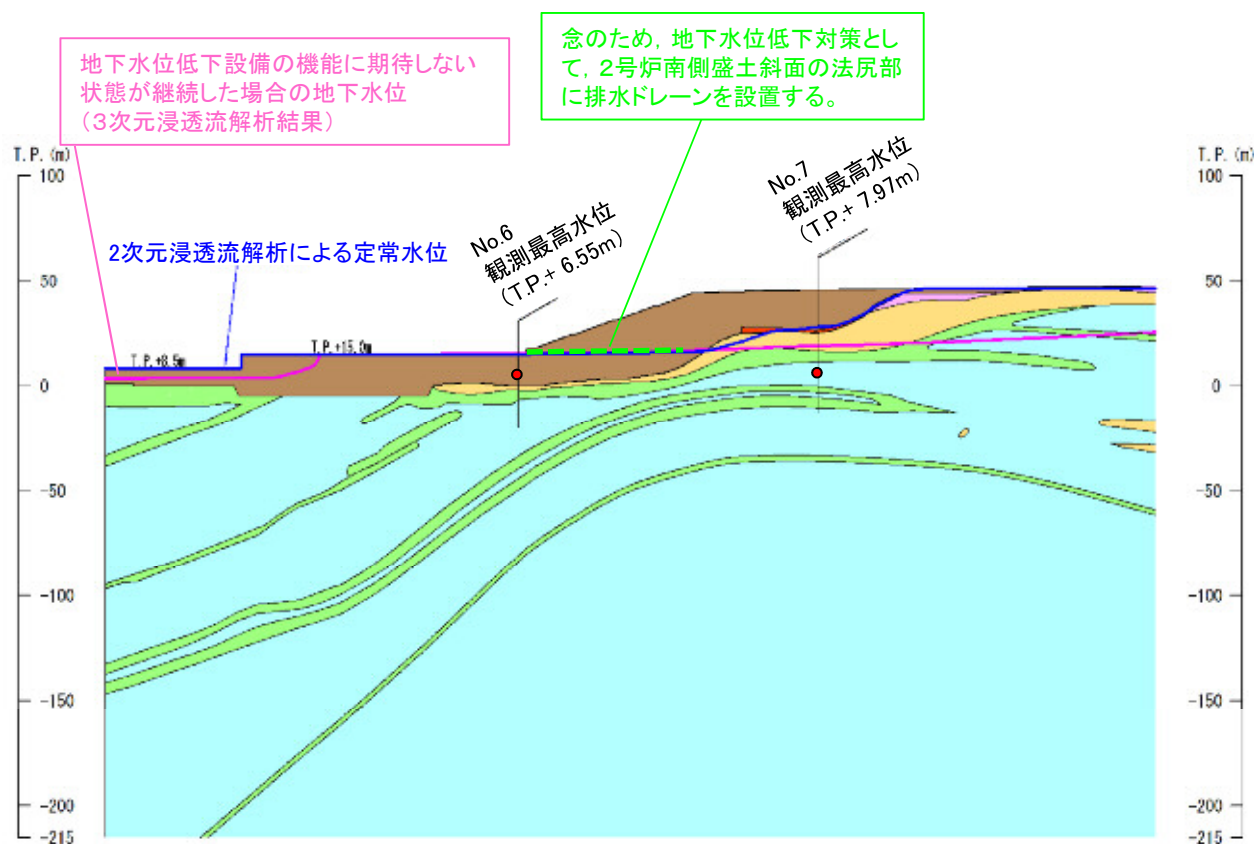 地下水位低下設備の機能に期待しない
状態が継続した場合の地下水位
(3次元浸透流解析結果)
念のため, 地下水位低下対策とし
て, 2号炉南側盛土斜面の法尻部
に排水ドレーンを設置する。
T.P.(m)
100
50
0
-50
-100
-150
-200
-215
2次元浸透流解析による定常水位
T.P.+8.5m
T.P.+15.0m
No.6
観測最高水位
(T.P.+ 6.55m)
No.7
観測最高水位
(T.P.+ 7.97m)
T.P.(m)
100
50
0
-50
-100
-150
-200
-215